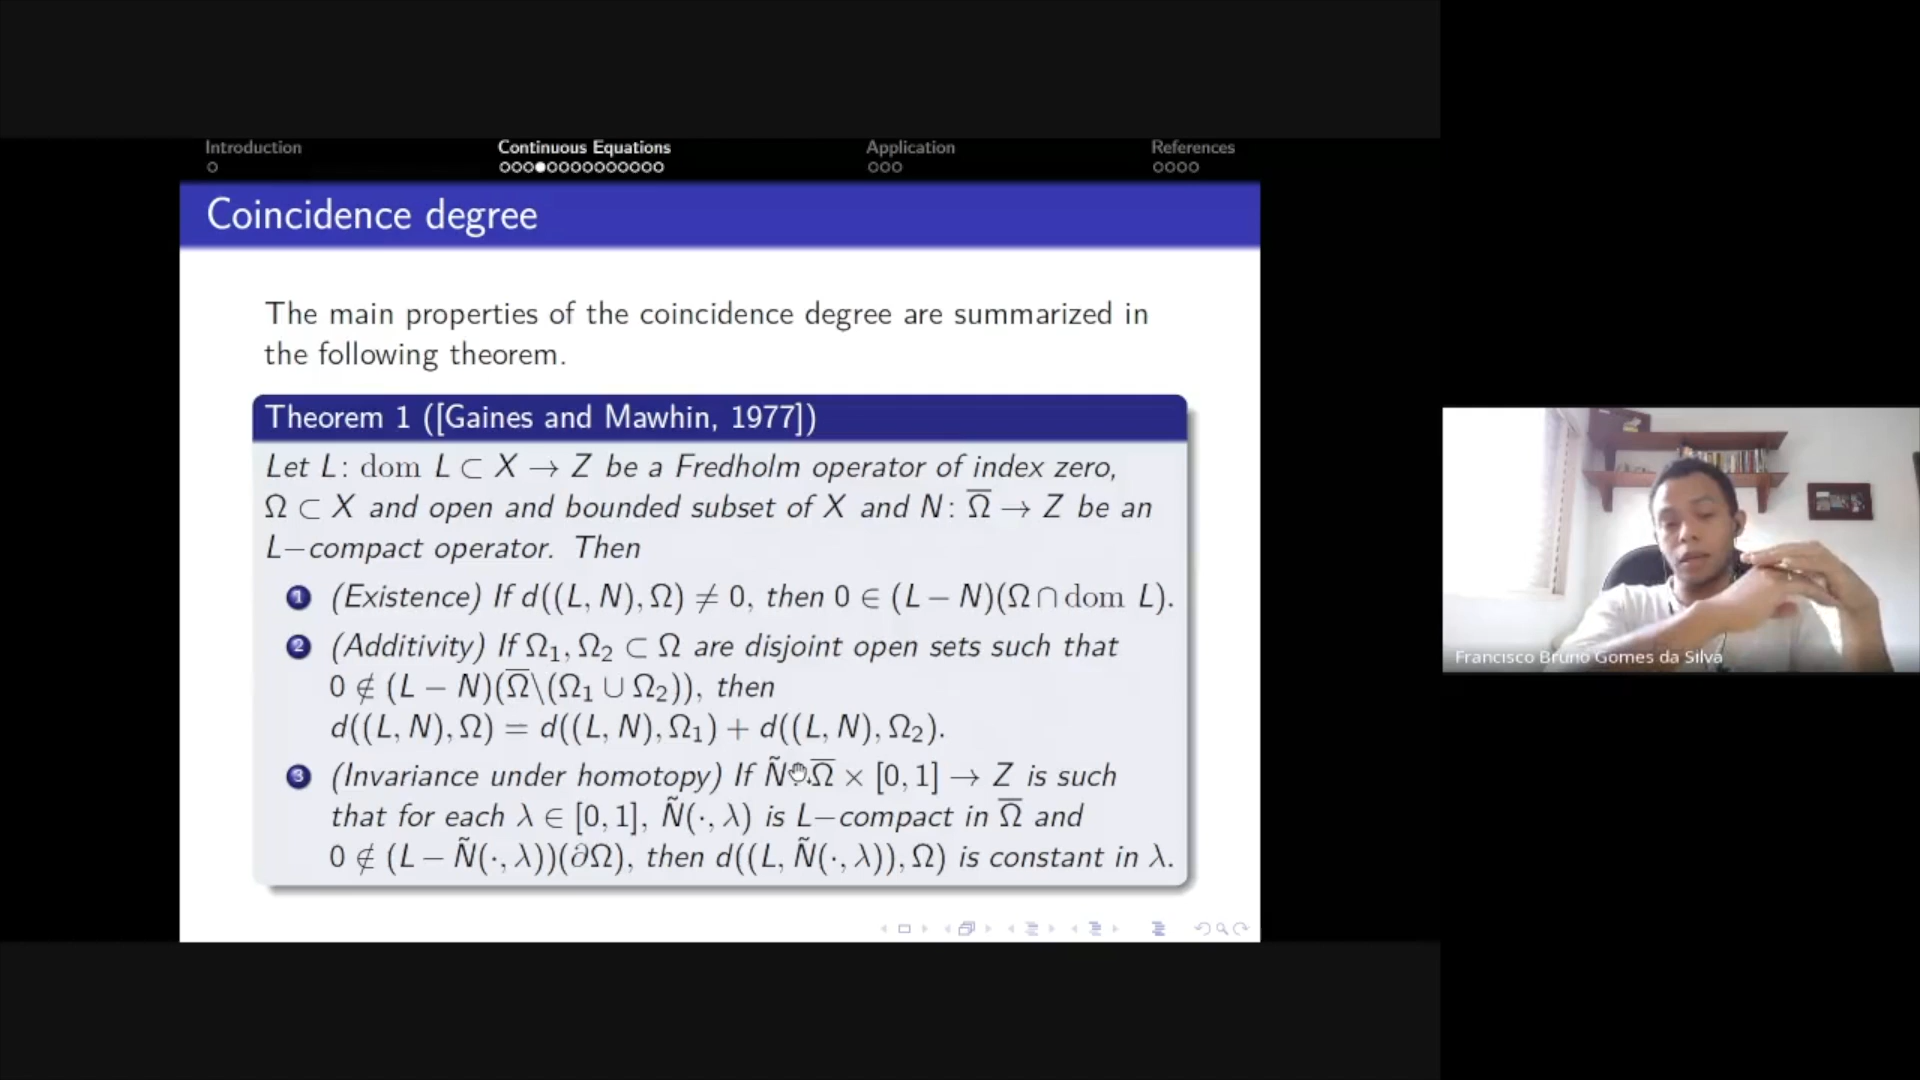 Introduction
Continuous Equations
Application
References
Coincidence degree
The main properties of the coincidence degree are summarized in
the following theorem.
Theorem 1 ([Gaines and Mawhin, 1977])
Let L: dom L ⊂ X → Z be a Fredholm operator of index zero,
Ω ⊂ X and open and bounded subset of X and N: Ω̅ → Z be an
L−compact operator. Then
1 (Existence) If d((L, N), Ω) ≠ 0, then 0 ∈ (L − N)(Ω ∩ dom L).
2 (Additivity) If Ω₁, Ω₂ ⊂ Ω are disjoint open sets such that
0 ∉ (L − N)(Ω̅\(Ω₁ ∪ Ω₂)), then
d((L, N), Ω) = d((L, N), Ω₁) + d((L, N), Ω₂).
3 (Invariance under homotopy) If Ñ Ω̅ × [0, 1] → Z is such
that for each λ ∈ [0, 1], Ñ(·, λ) is L−compact in Ω̅ and
0 ∉ (L − Ñ(·, λ))(∂Ω), then d((L, Ñ(·, λ)), Ω) is constant in λ.
Francisco Bruno Gomes da Silva